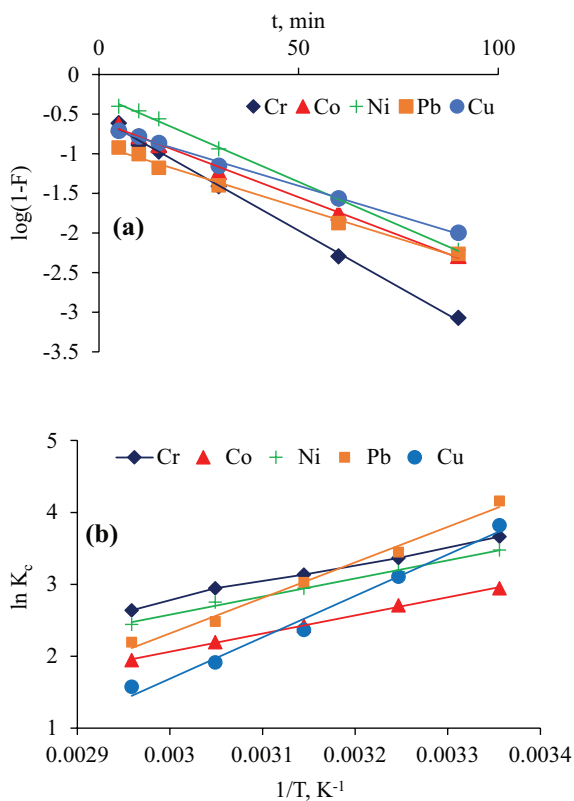 t, min
0 50 100
0
-0.5
-1
-1.5
-2
-2.5
-3
-3.5
log(1-F)
Cr Co Ni Pb Cu
(a)
5
4
3
2
1
ln K_c
Cr Co Ni Pb Cu
(b)
0.0029 0.003 0.0031 0.0032 0.0033 0.0034
1/T, K⁻¹